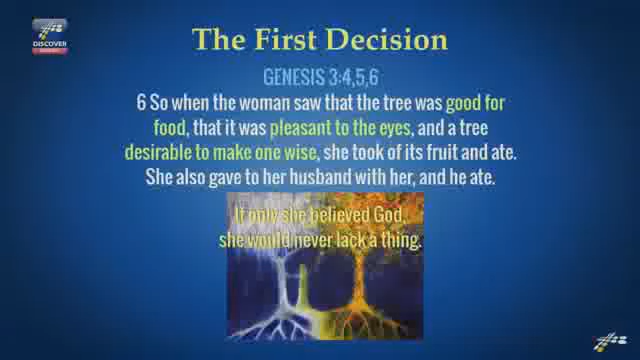 DISCOVER
The First Decision
GENESIS 3:4,5,6
6 So when the woman saw that the tree was good for
food, that it was pleasant to the eyes, and a tree
desirable to make one wise, she took of its fruit and ate.
She also gave to her husband with her, and he ate.
If only she believed God,
she would never lack a thing.